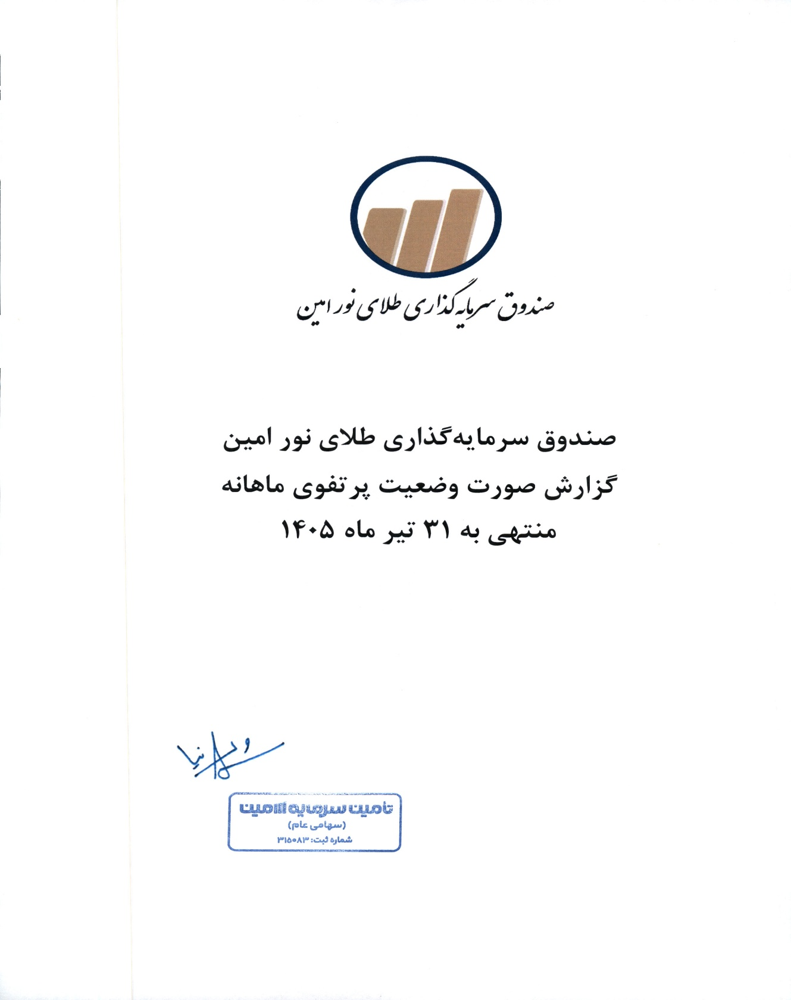 صندوق سرمایه‌گذاری طلای نور امین
صندوق سرمایه‌گذاری طلای نور امین
گزارش صورت وضعیت پرتفوی ماهانه
منتهی به ۳۱ تیر ماه ۱۴۰۵
تامین سرمایه امین
(سهامی عام)
شماره ثبت: ۳۱۵۰۸۳